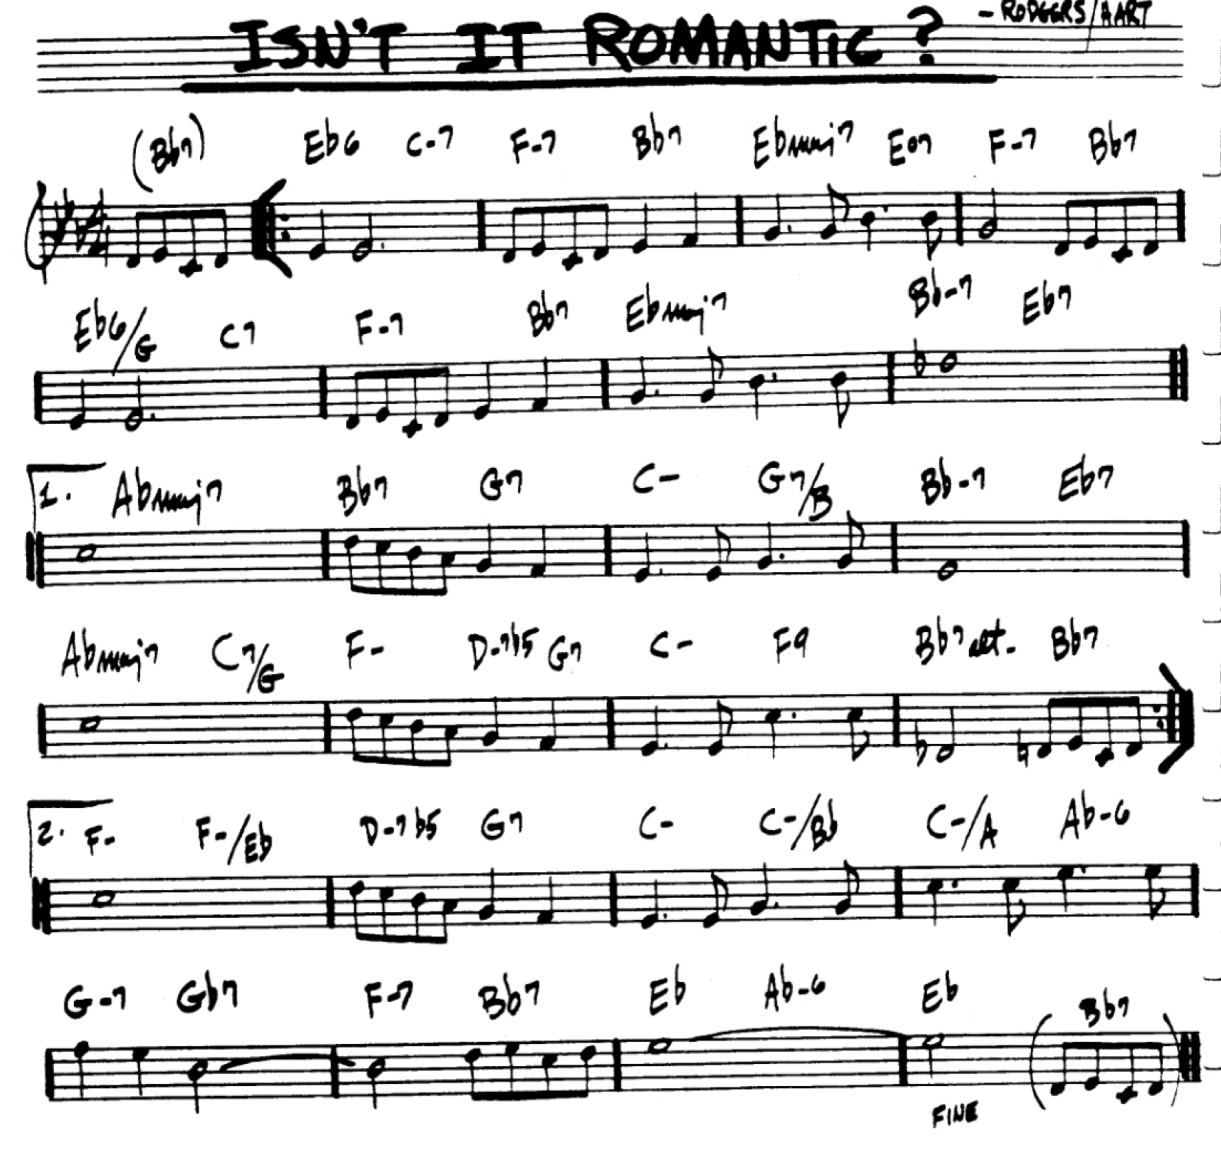 ISN'T IT ROMANTIC?
- RODGERS/HART
(Bb7) Eb6 C-7 F-7 Bb7 Ebmaj7 Eo7 F-7 Bb7
Eb6/G C7 F-7 Bb7 Ebmaj7 Bb-7 Eb7
1. Abmaj7 Bb7 G7 C- G7/B Bb-7 Eb7
Abmaj7 C7/G F- D-7b5 G7 C- F9 Bb7alt. Bb7
2. F- F-/Eb D-7b5 G7 C- C-/Bb C-/A Ab-6
G-7 Gb7 F-7 Bb7 Eb Ab-6 Eb (Bb7)
FINE